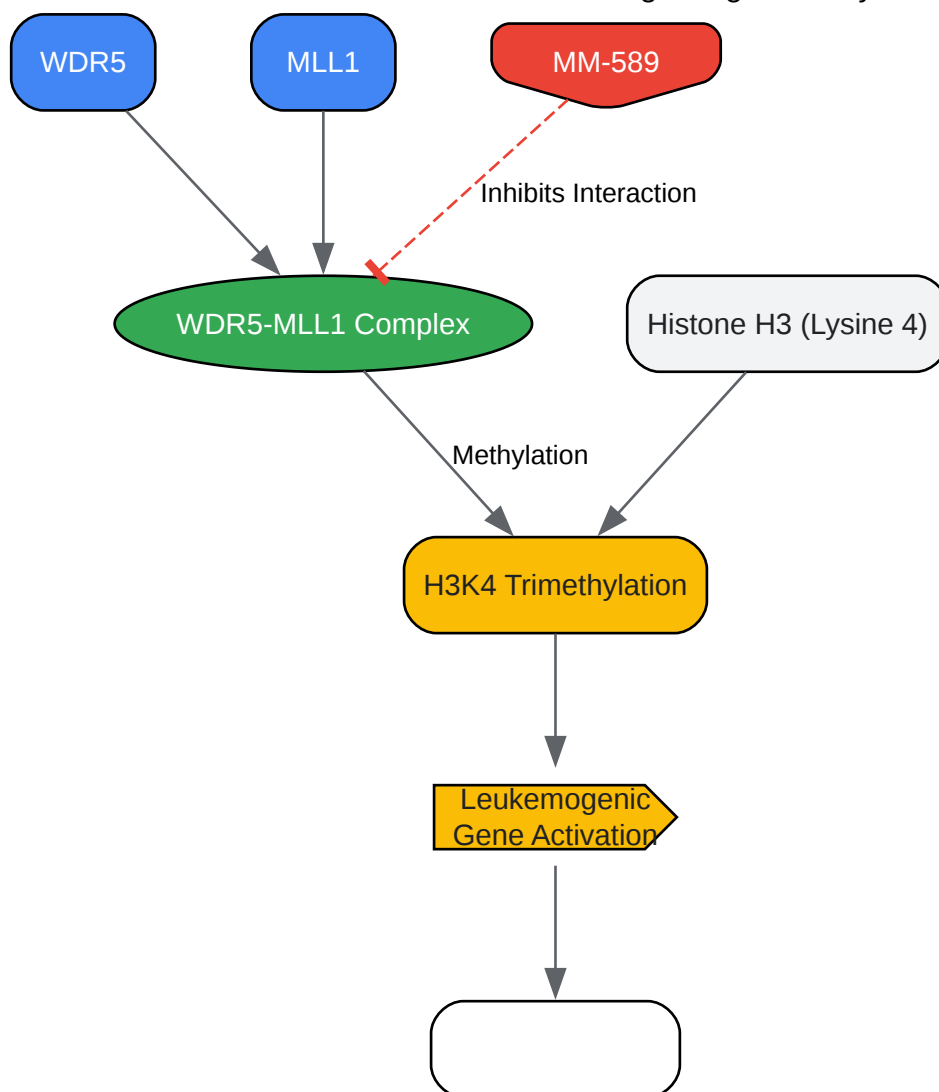 WDR5
MLL1
MM-589
Inhibits Interaction
WDR5-MLL1 Complex
Histone H3 (Lysine 4)
Methylation
H3K4 Trimethylation
Leukemogenic
Gene Activation